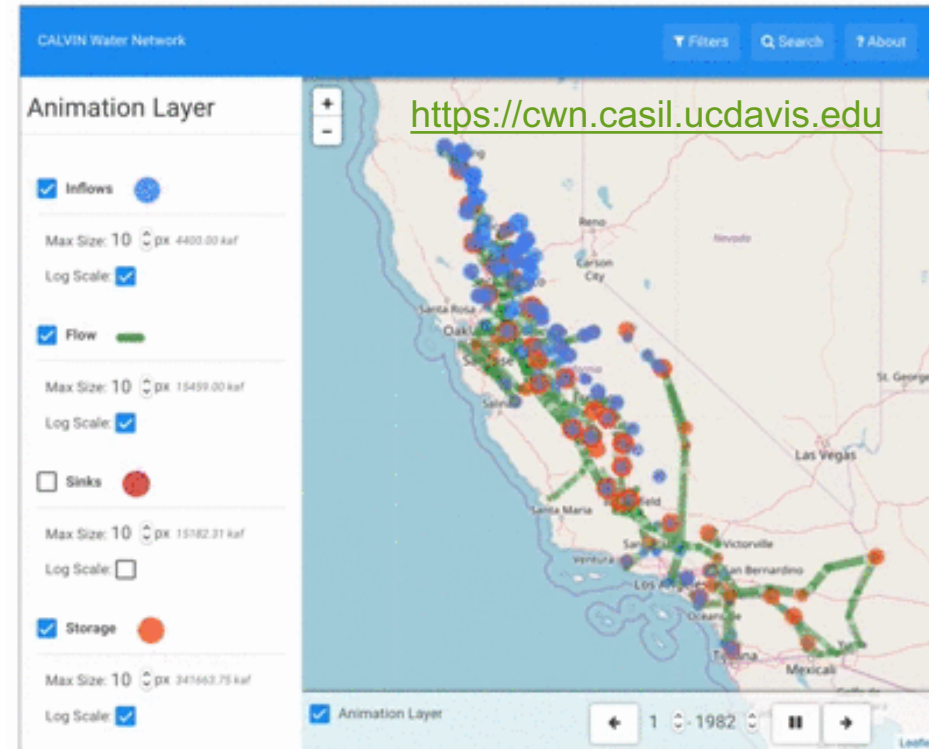 CALVIN Water Network
Filters
Search
? About
Animation Layer
+
-
https://cwn.casil.ucdavis.edu
Inflows
Max Size: 10 px 4400.00 kaf
Log Scale:
Flow
Max Size: 10 px 15459.00 kaf
Log Scale:
Sinks
Max Size: 10 px 15182.31 kaf
Log Scale:
Storage
Max Size: 10 px 341663.75 kaf
Log Scale:
Reno
Carson
City
Nevada
Santa Rosa
St. George
Las Vegas
Santa Maria
Victorville
Ventura
San Bernardino
Los
Oceanside
Tijuana
Mexicali
Animation Layer
1 - 1982